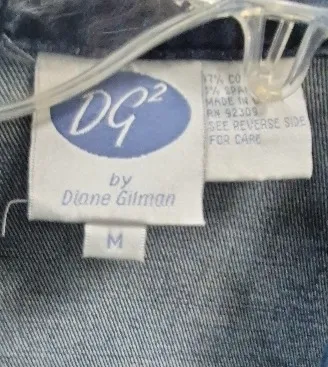 DG²
by
Diane Gilman
M
MADE IN
RN 92309
SEE REVERSE SIDE
FOR CARE